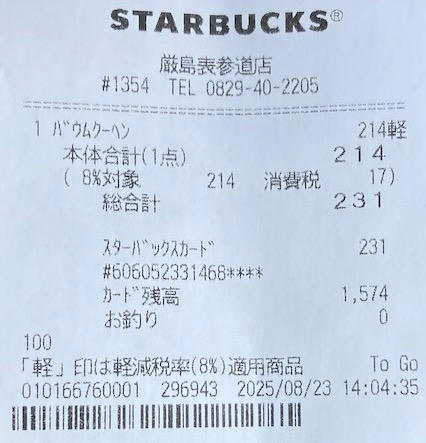 STARBUCKS®
厳島表参道店
#1354 TEL 0829-40-2205
1 バウムクーヘン 214軽
本体合計(1点) 214
( 8%対象 214 消費税 17)
総合計 231
スターバックスカード 231
#606052331468****
カード残高 1,574
お釣り 0
100
「軽」印は軽減税率(8%)適用商品 To Go
010166760001 296943 2025/08/23 14:04:35